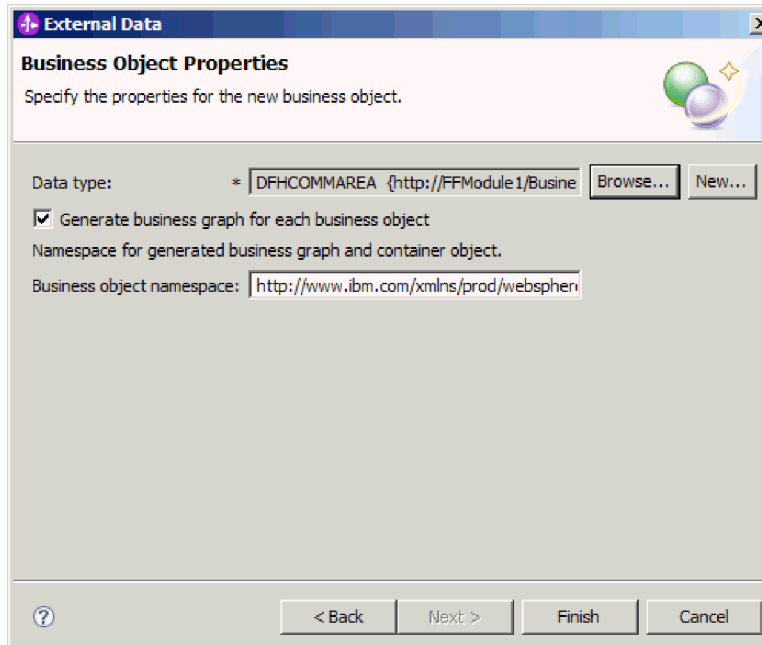 External Data
Business Object Properties
Specify the properties for the new business object.
Data type: * DFHCOMMAREA {http://FFModule1/Busine Browse... New...
Generate business graph for each business object
Namespace for generated business graph and container object.
Business object namespace: http://www.ibm.com/xmlns/prod/websphere
< Back Next > Finish Cancel